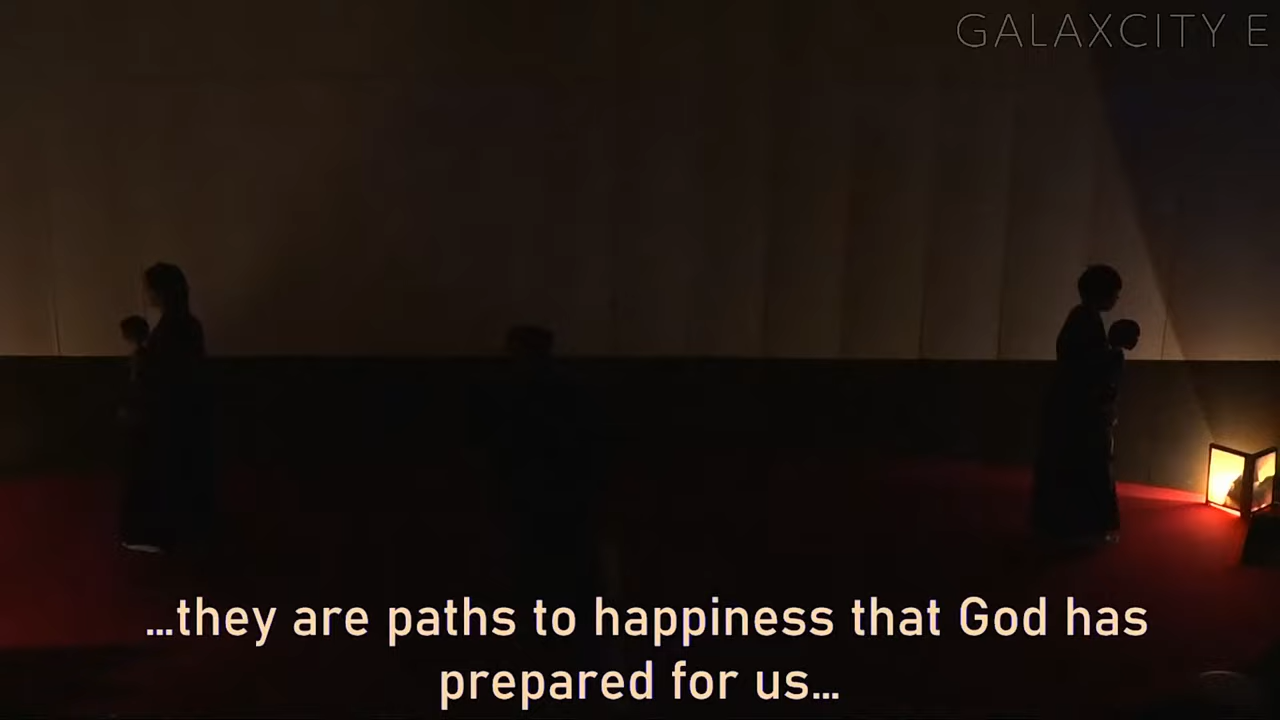 GALAXCITY E
…they are paths to happiness that God has
prepared for us…